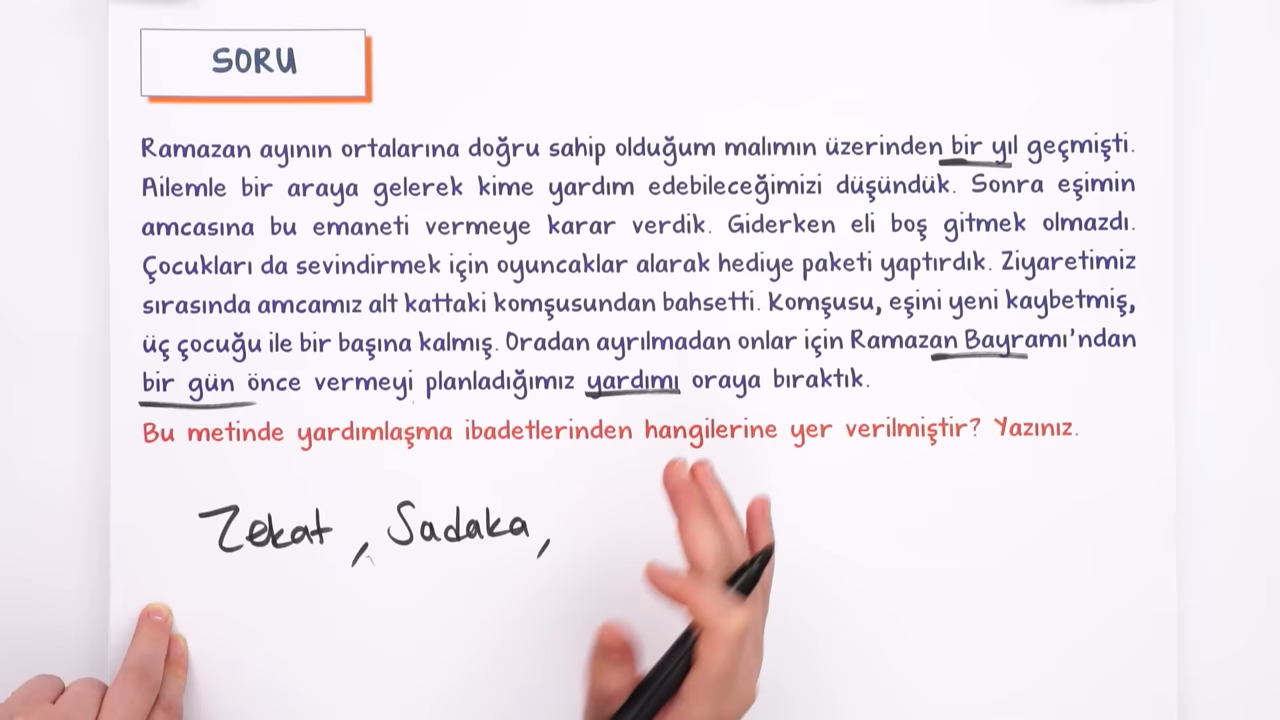 SORU
Ramazan ayının ortalarına doğru sahip olduğum malımın üzerinden bir yıl geçmişti.
Ailemle bir araya gelerek kime yardım edebileceğimizi düşündük. Sonra eşimin
amcasına bu emaneti vermeye karar verdik. Giderken eli boş gitmek olmazdı.
Çocukları da sevindirmek için oyuncaklar alarak hediye paketi yaptırdık. Ziyaretimiz
sırasında amcamız alt kattaki komşusundan bahsetti. Komşusu, eşini yeni kaybetmiş,
üç çocuğu ile bir başına kalmış. Oradan ayrılmadan onlar için Ramazan Bayramı'ndan
bir gün önce vermeyi planladığımız yardımı oraya bıraktık.
Bu metinde yardımlaşma ibadetlerinden hangilerine yer verilmiştir? Yazınız.
Zekat, Sadaka,